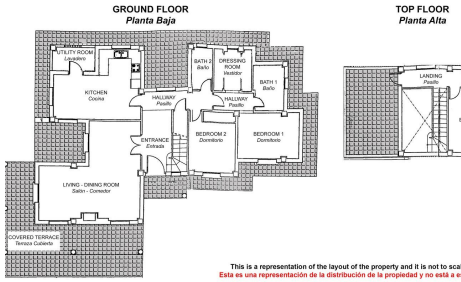 GROUND FLOOR
Planta Baja
TOP FLOOR
Planta Alta
UTILITY ROOM
Lavadero
KITCHEN
Cocina
BATH 2
Baño
DRESSING
ROOM
Vestidor
BATH 1
Baño
HALLWAY
Pasillo
HALLWAY
Pasillo
ENTRANCE
Entrada
BEDROOM 2
Dormitorio
BEDROOM 1
Dormitorio
LIVING - DINING ROOM
Salón - Comedor
COVERED TERRACE
Terraza Cubierta
LANDING
Pasillo
This is a representation of the layout of the property and it is not to scal
Esta es una representación de la distribución de la propiedad y no está a e